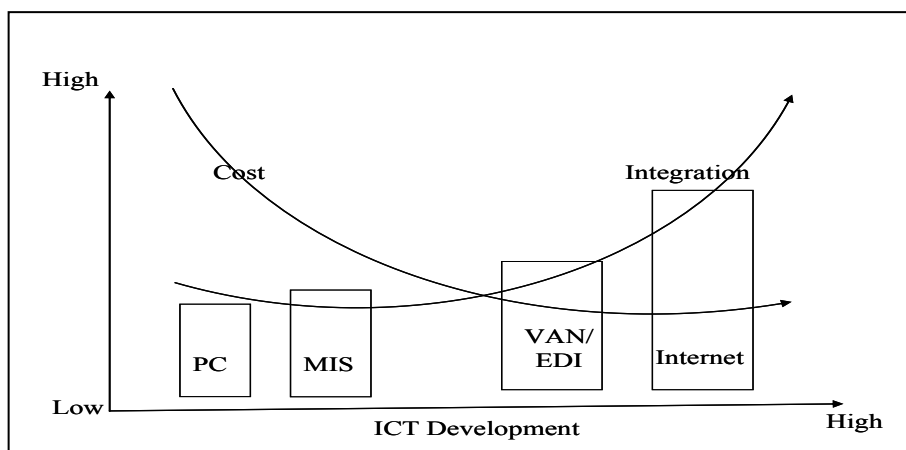 High
Cost
Integration
PC
MIS
VAN/
EDI
Internet
Low
High
ICT Development